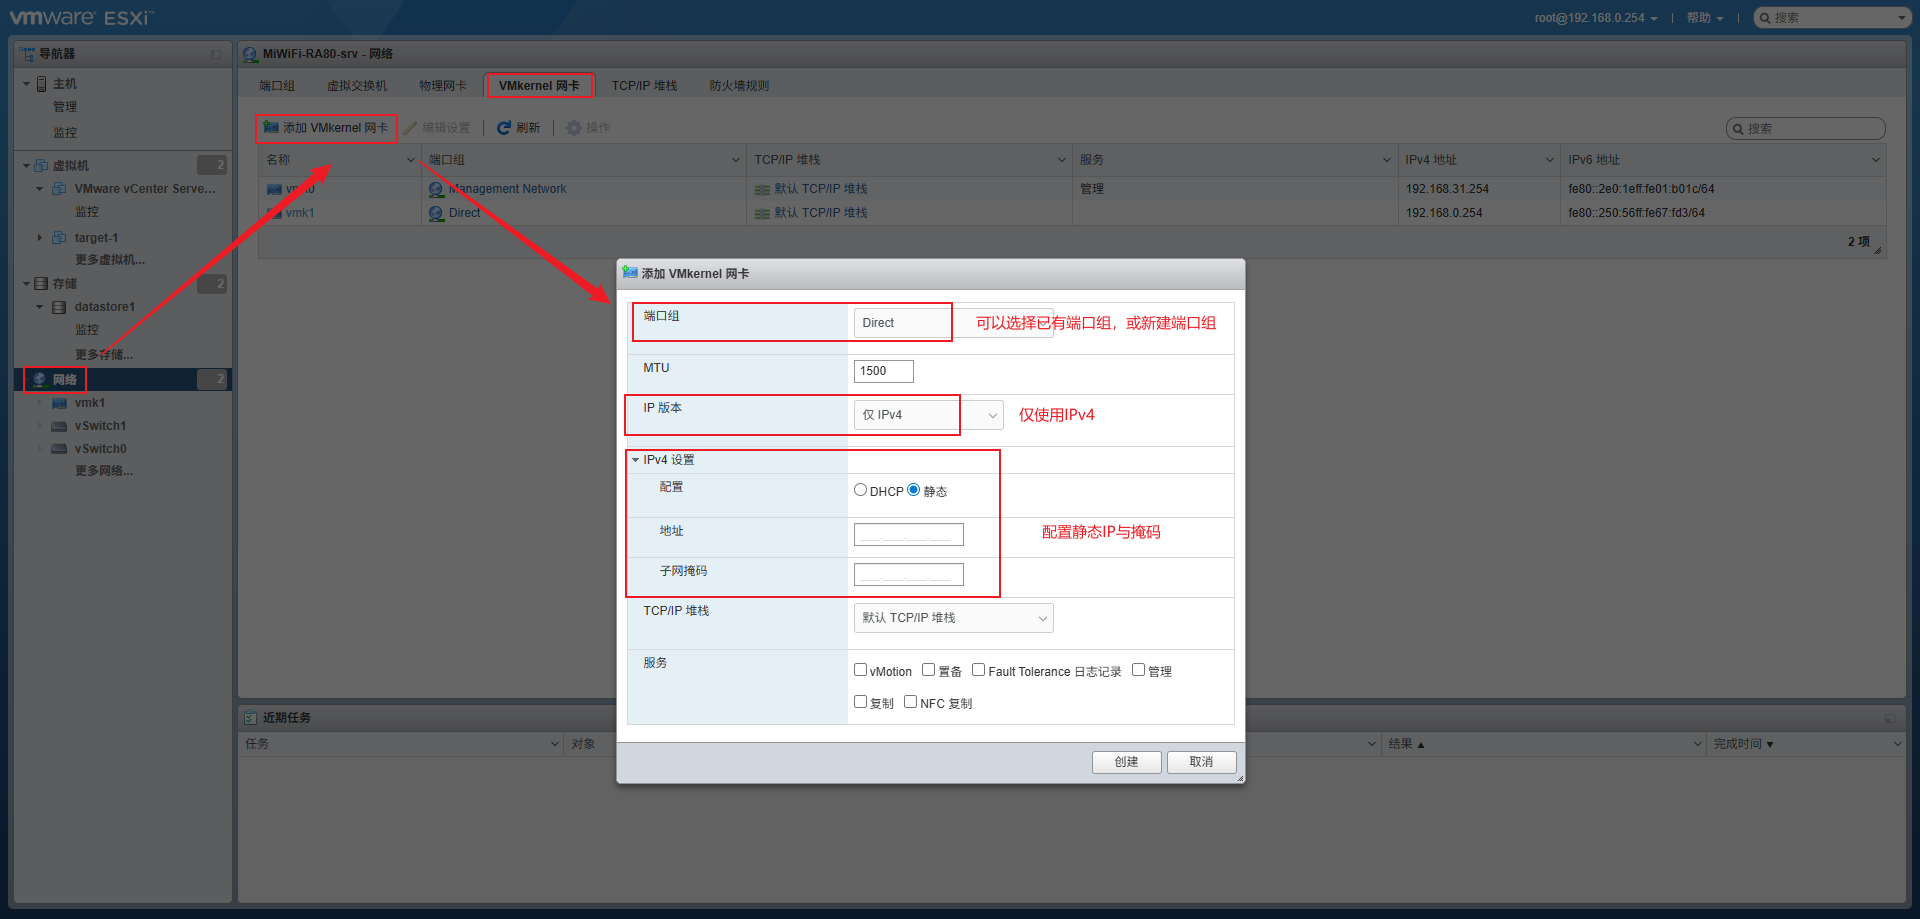 vmware ESXi
root@192.168.0.254 | 帮助 | 搜索
导航器
主机
管理
监控
虚拟机 2
VMware vCenter Serve...
监控
target-1
更多虚拟机...
存储 2
datastore1
监控
更多存储...
网络 2
vmk1
vSwitch1
vSwitch0
更多网络...
MiWiFi-RA80-srv - 网络
端口组 虚拟交换机 物理网卡 VMkernel 网卡 TCP/IP 堆栈 防火墙规则
添加 VMkernel 网卡 编辑设置 | 刷新 | 操作 搜索
名称 端口组 TCP/IP 堆栈 服务 IPv4 地址 IPv6 地址
vmk0 Management Network 默认 TCP/IP 堆栈 管理 192.168.31.254 fe80::2e0:1eff:fe01:b01c/64
vmk1 Direct 默认 TCP/IP 堆栈 192.168.0.254 fe80::250:56ff:fe67:fd3/64
2 项
添加 VMkernel 网卡
端口组 Direct 可以选择已有端口组，或新建端口组
MTU 1500
IP 版本 仅 IPv4 仅使用IPv4
IPv4 设置
配置 DHCP 静态
地址 ___.___.___.___ 配置静态IP与掩码
子网掩码 ___.___.___.___
TCP/IP 堆栈 默认 TCP/IP 堆栈
服务 vMotion 置备 Fault Tolerance 日志记录 管理
复制 NFC 复制
创建 取消
近期任务
任务 对象 结果 ▲ 完成时间 ▼